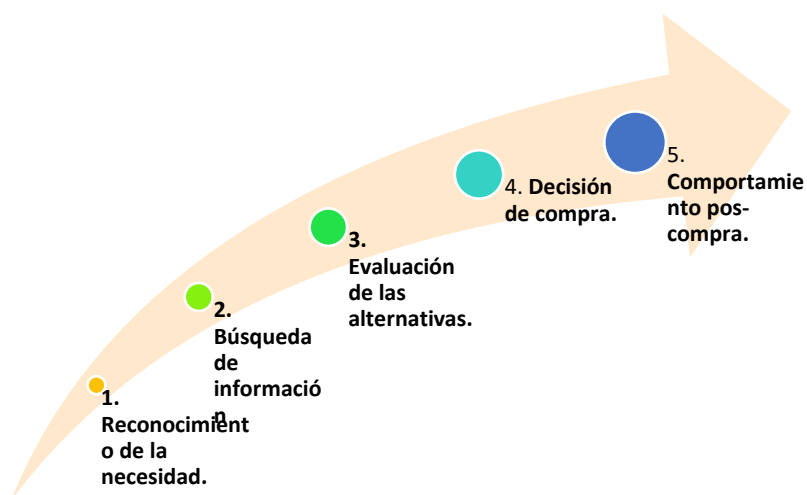 1.
Reconocimient
o de la
necesidad.
2.
Búsqueda
de
informació
n
3.
Evaluación
de las
alternativas.
4. Decisión
de compra.
5.
Comportamie
nto pos-
compra.